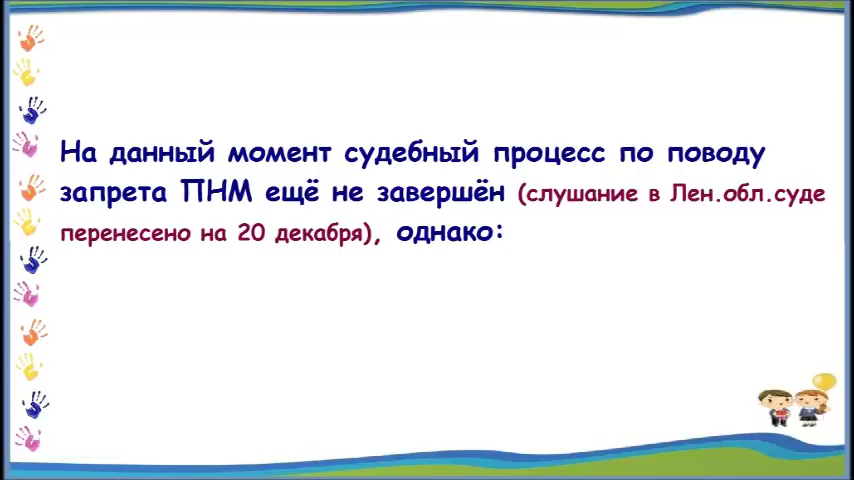 На данный момент судебный процесс по поводу
запрета ПНМ ещё не завершён (слушание в Лен.обл.суде
перенесено на 20 декабря), однако: